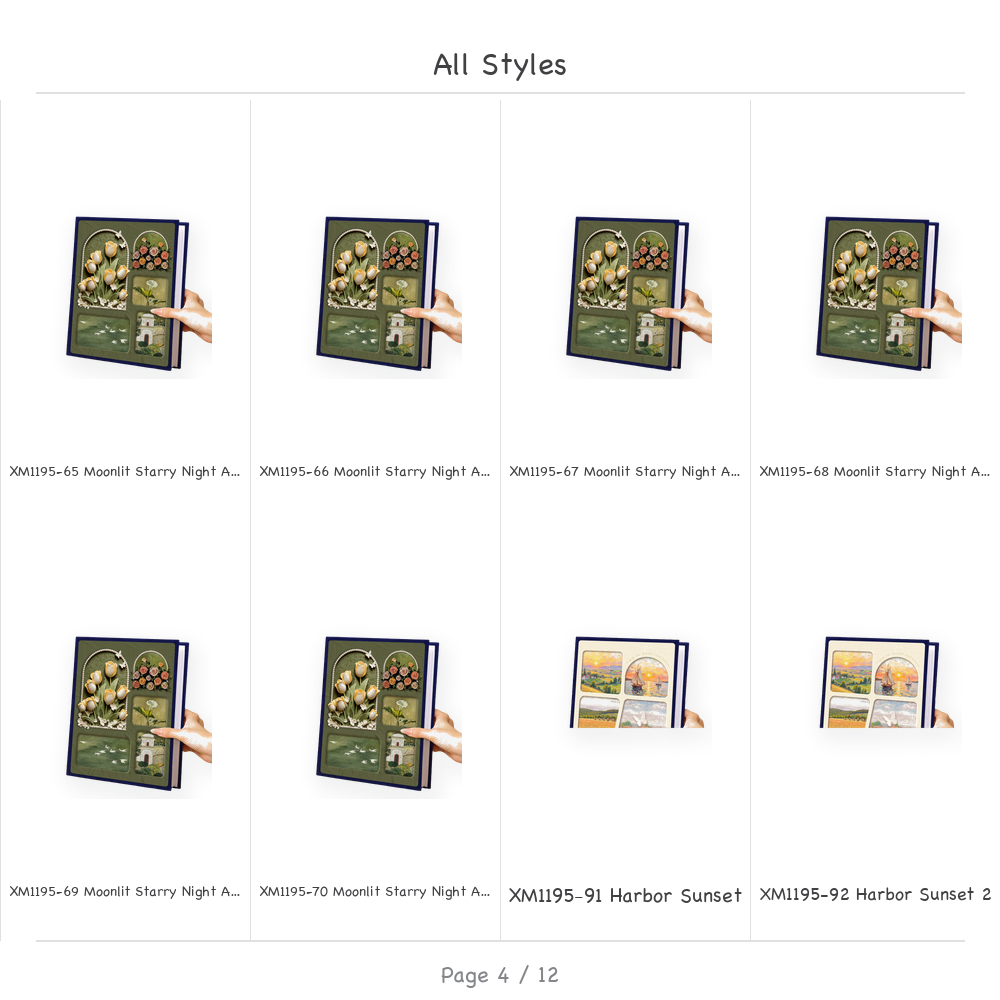 All Styles
XM1195-65 Moonlit Starry Night A...
XM1195-66 Moonlit Starry Night A...
XM1195-67 Moonlit Starry Night A...
XM1195-68 Moonlit Starry Night A...
XM1195-69 Moonlit Starry Night A...
XM1195-70 Moonlit Starry Night A...
XM1195-91 Harbor Sunset
XM1195-92 Harbor Sunset 2
Page 4 / 12